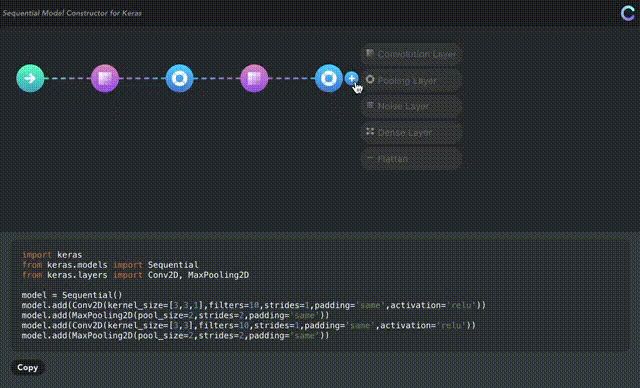 Sequential Model Constructor for Keras
Convolution Layer
Pooling Layer
Noise Layer
Dense Layer
Flatten
import keras
from keras.models import Sequential
from keras.layers import Conv2D, MaxPooling2D
model = Sequential()
model.add(Conv2D(kernel_size=[3,3,1],filters=10,strides=1,padding='same',activation='relu'))
model.add(MaxPooling2D(pool_size=2,strides=2,padding='same'))
model.add(Conv2D(kernel_size=[3,3],filters=10,strides=1,padding='same',activation='relu'))
model.add(MaxPooling2D(pool_size=2,strides=2,padding='same'))
Copy